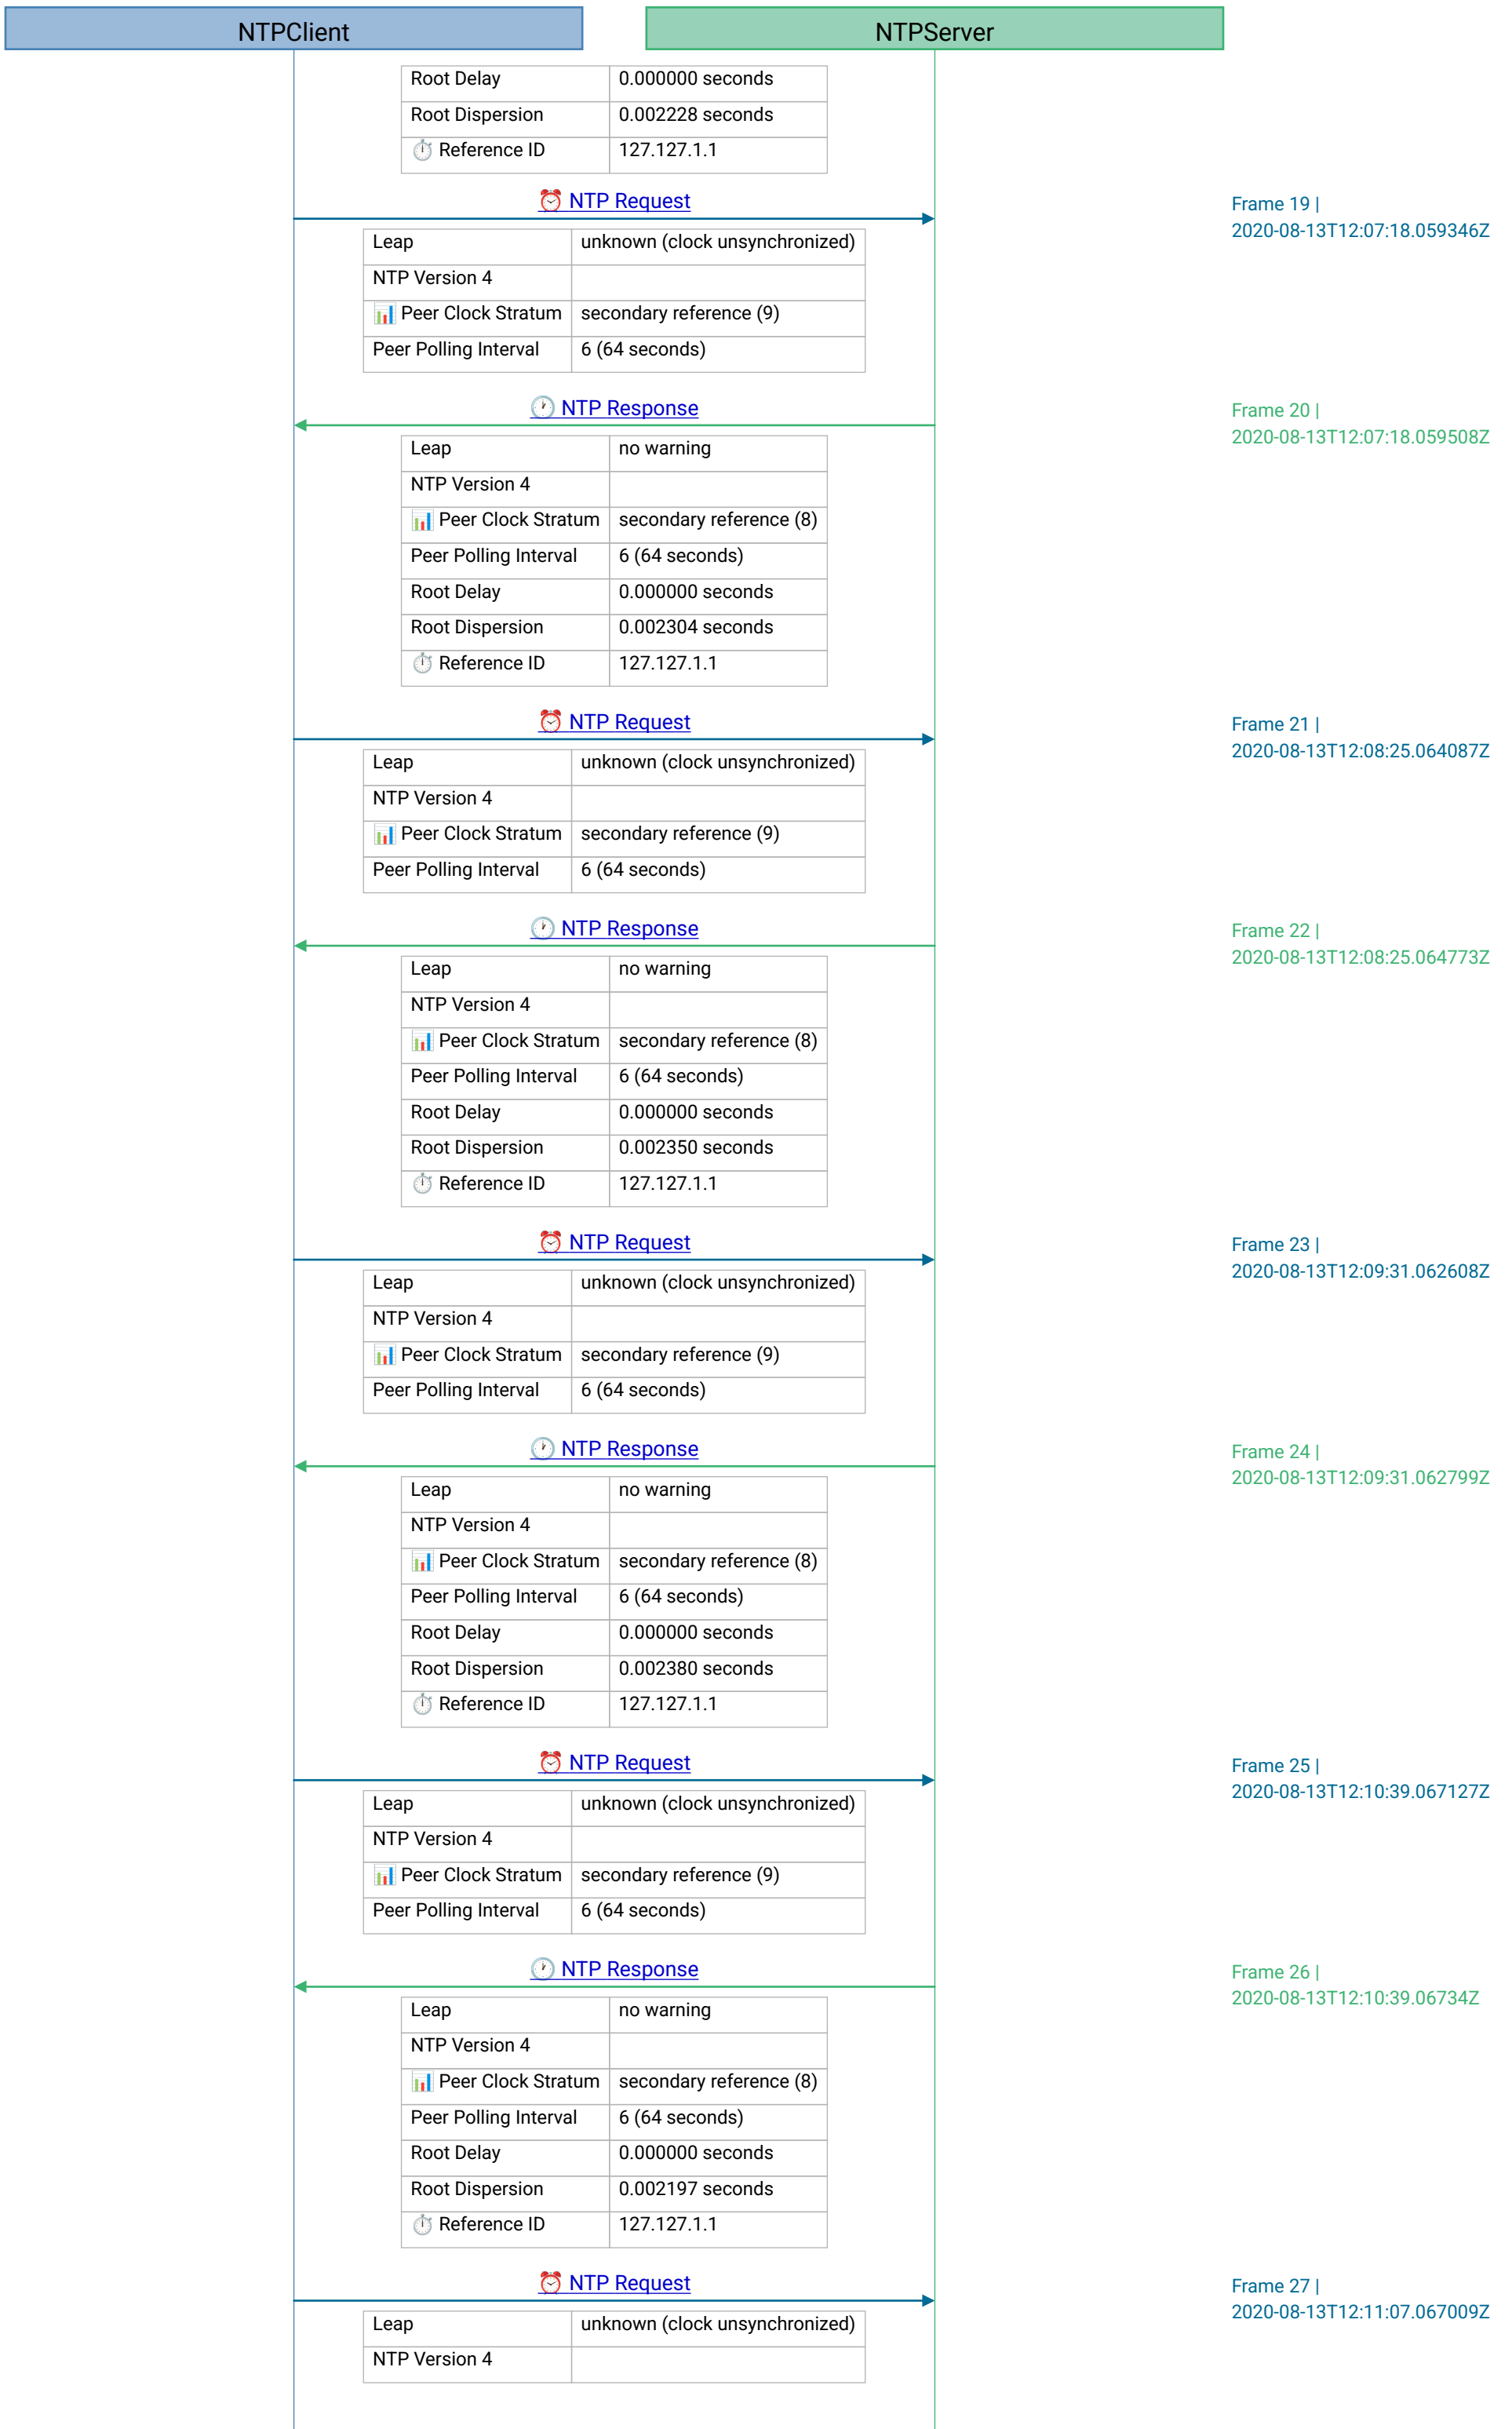 NTPClient
NTPServer
Root Delay 0.000000 seconds
Root Dispersion 0.002228 seconds
⏱ Reference ID 127.127.1.1
⏰ NTP Request
Frame 19 |
2020-08-13T12:07:18.059346Z
Leap unknown (clock unsynchronized)
NTP Version 4
📊 Peer Clock Stratum secondary reference (9)
Peer Polling Interval 6 (64 seconds)
🕐 NTP Response
Frame 20 |
2020-08-13T12:07:18.059508Z
Leap no warning
NTP Version 4
📊 Peer Clock Stratum secondary reference (8)
Peer Polling Interval 6 (64 seconds)
Root Delay 0.000000 seconds
Root Dispersion 0.002304 seconds
⏱ Reference ID 127.127.1.1
⏰ NTP Request
Frame 21 |
2020-08-13T12:08:25.064087Z
Leap unknown (clock unsynchronized)
NTP Version 4
📊 Peer Clock Stratum secondary reference (9)
Peer Polling Interval 6 (64 seconds)
🕐 NTP Response
Frame 22 |
2020-08-13T12:08:25.064773Z
Leap no warning
NTP Version 4
📊 Peer Clock Stratum secondary reference (8)
Peer Polling Interval 6 (64 seconds)
Root Delay 0.000000 seconds
Root Dispersion 0.002350 seconds
⏱ Reference ID 127.127.1.1
⏰ NTP Request
Frame 23 |
2020-08-13T12:09:31.062608Z
Leap unknown (clock unsynchronized)
NTP Version 4
📊 Peer Clock Stratum secondary reference (9)
Peer Polling Interval 6 (64 seconds)
🕐 NTP Response
Frame 24 |
2020-08-13T12:09:31.062799Z
Leap no warning
NTP Version 4
📊 Peer Clock Stratum secondary reference (8)
Peer Polling Interval 6 (64 seconds)
Root Delay 0.000000 seconds
Root Dispersion 0.002380 seconds
⏱ Reference ID 127.127.1.1
⏰ NTP Request
Frame 25 |
2020-08-13T12:10:39.067127Z
Leap unknown (clock unsynchronized)
NTP Version 4
📊 Peer Clock Stratum secondary reference (9)
Peer Polling Interval 6 (64 seconds)
🕐 NTP Response
Frame 26 |
2020-08-13T12:10:39.06734Z
Leap no warning
NTP Version 4
📊 Peer Clock Stratum secondary reference (8)
Peer Polling Interval 6 (64 seconds)
Root Delay 0.000000 seconds
Root Dispersion 0.002197 seconds
⏱ Reference ID 127.127.1.1
⏰ NTP Request
Frame 27 |
2020-08-13T12:11:07.067009Z
Leap unknown (clock unsynchronized)
NTP Version 4